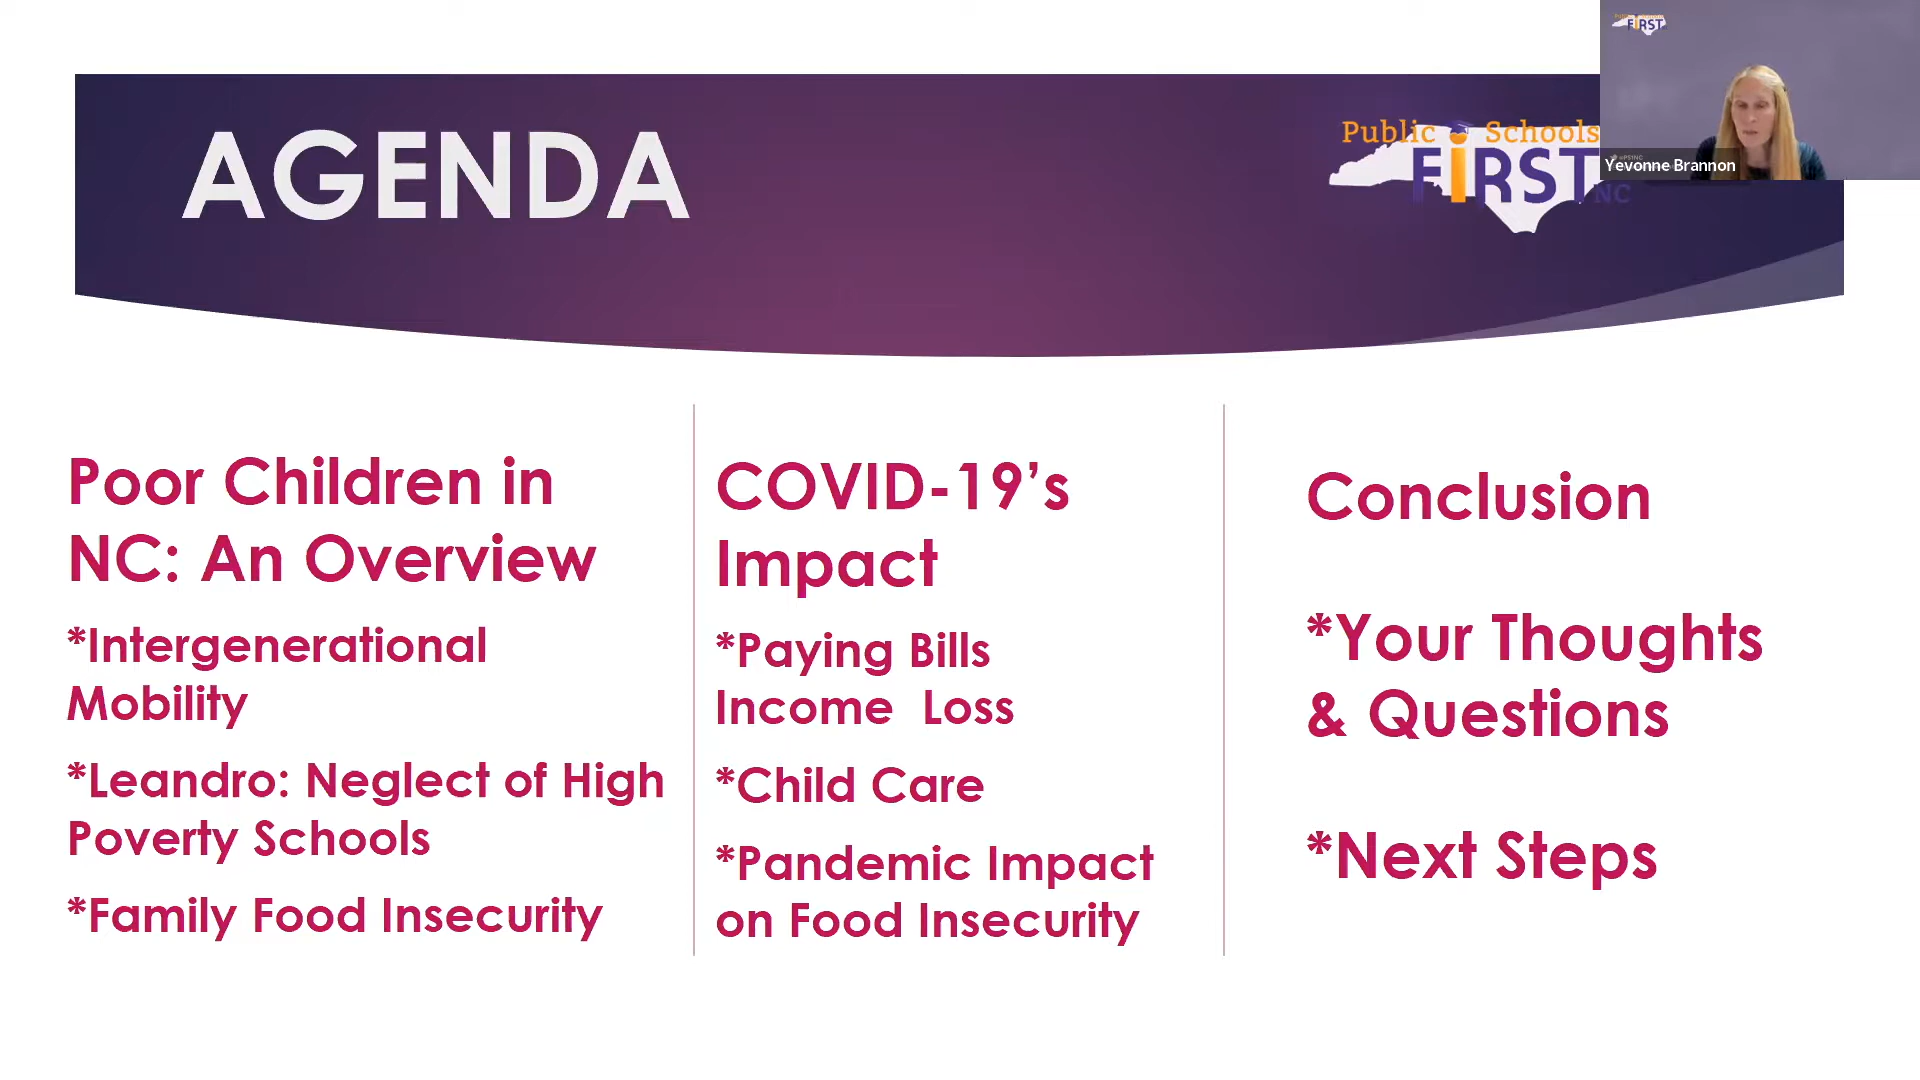 AGENDA
Public Schools
FiRST
NC
FiRST
Yevonne Brannon
Poor Children in
NC: An Overview
*Intergenerational
Mobility
*Leandro: Neglect of High
Poverty Schools
*Family Food Insecurity
COVID-19’s
Impact
*Paying Bills
Income  Loss
*Child Care
*Pandemic Impact
on Food Insecurity
Conclusion
*Your Thoughts
& Questions
*Next Steps